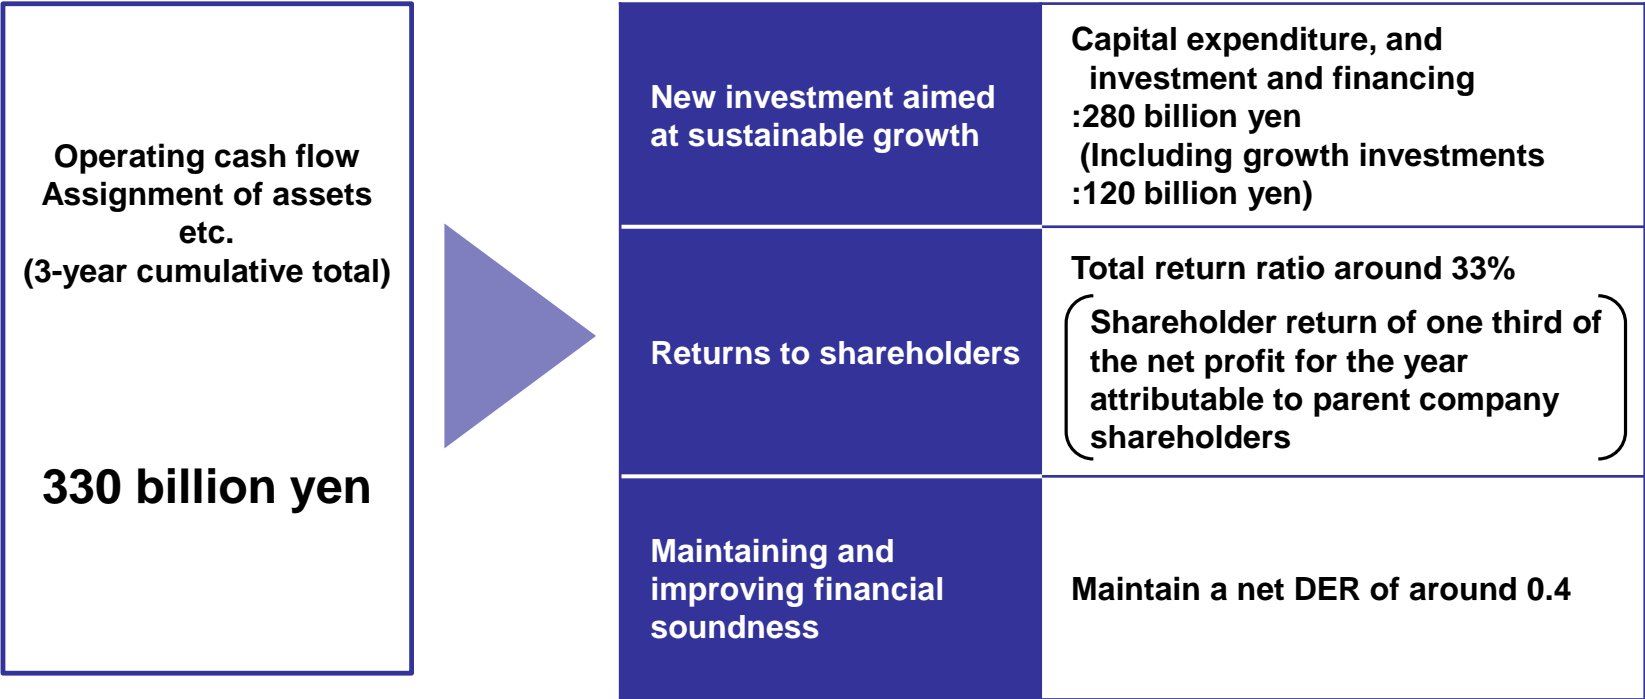 Operating cash flow
Assignment of assets
etc.
(3-year cumulative total)
330 billion yen
New investment aimed
at sustainable growth
Capital expenditure, and
investment and financing
:280 billion yen
(Including growth investments
:120 billion yen)
Returns to shareholders
Total return ratio around 33%
Shareholder return of one third of
the net profit for the year
attributable to parent company
shareholders
Maintaining and
improving financial
soundness
Maintain a net DER of around 0.4